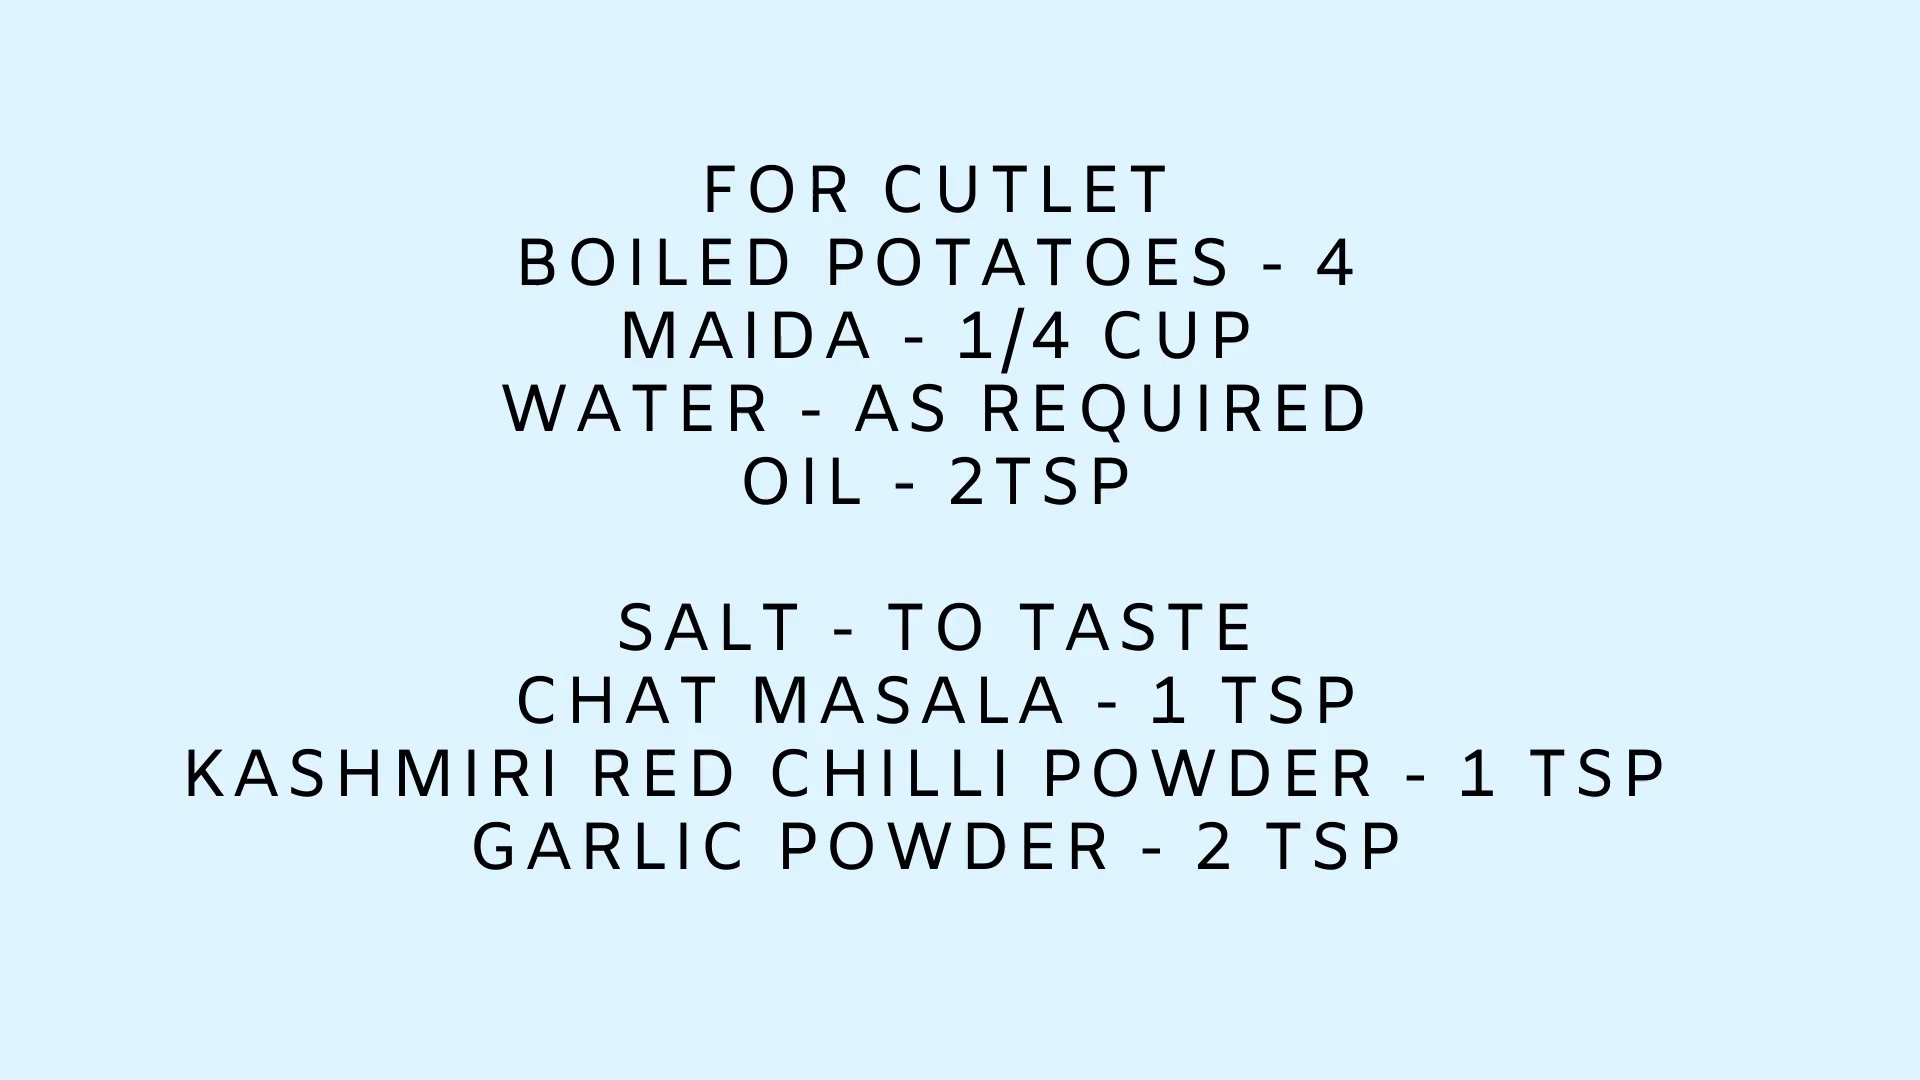 FOR CUTLET
BOILED POTATOES - 4
MAIDA - 1/4 CUP
WATER - AS REQUIRED
OIL - 2TSP
SALT - TO TASTE
CHAT MASALA - 1 TSP
KASHMIRI RED CHILLI POWDER - 1 TSP
GARLIC POWDER - 2 TSP